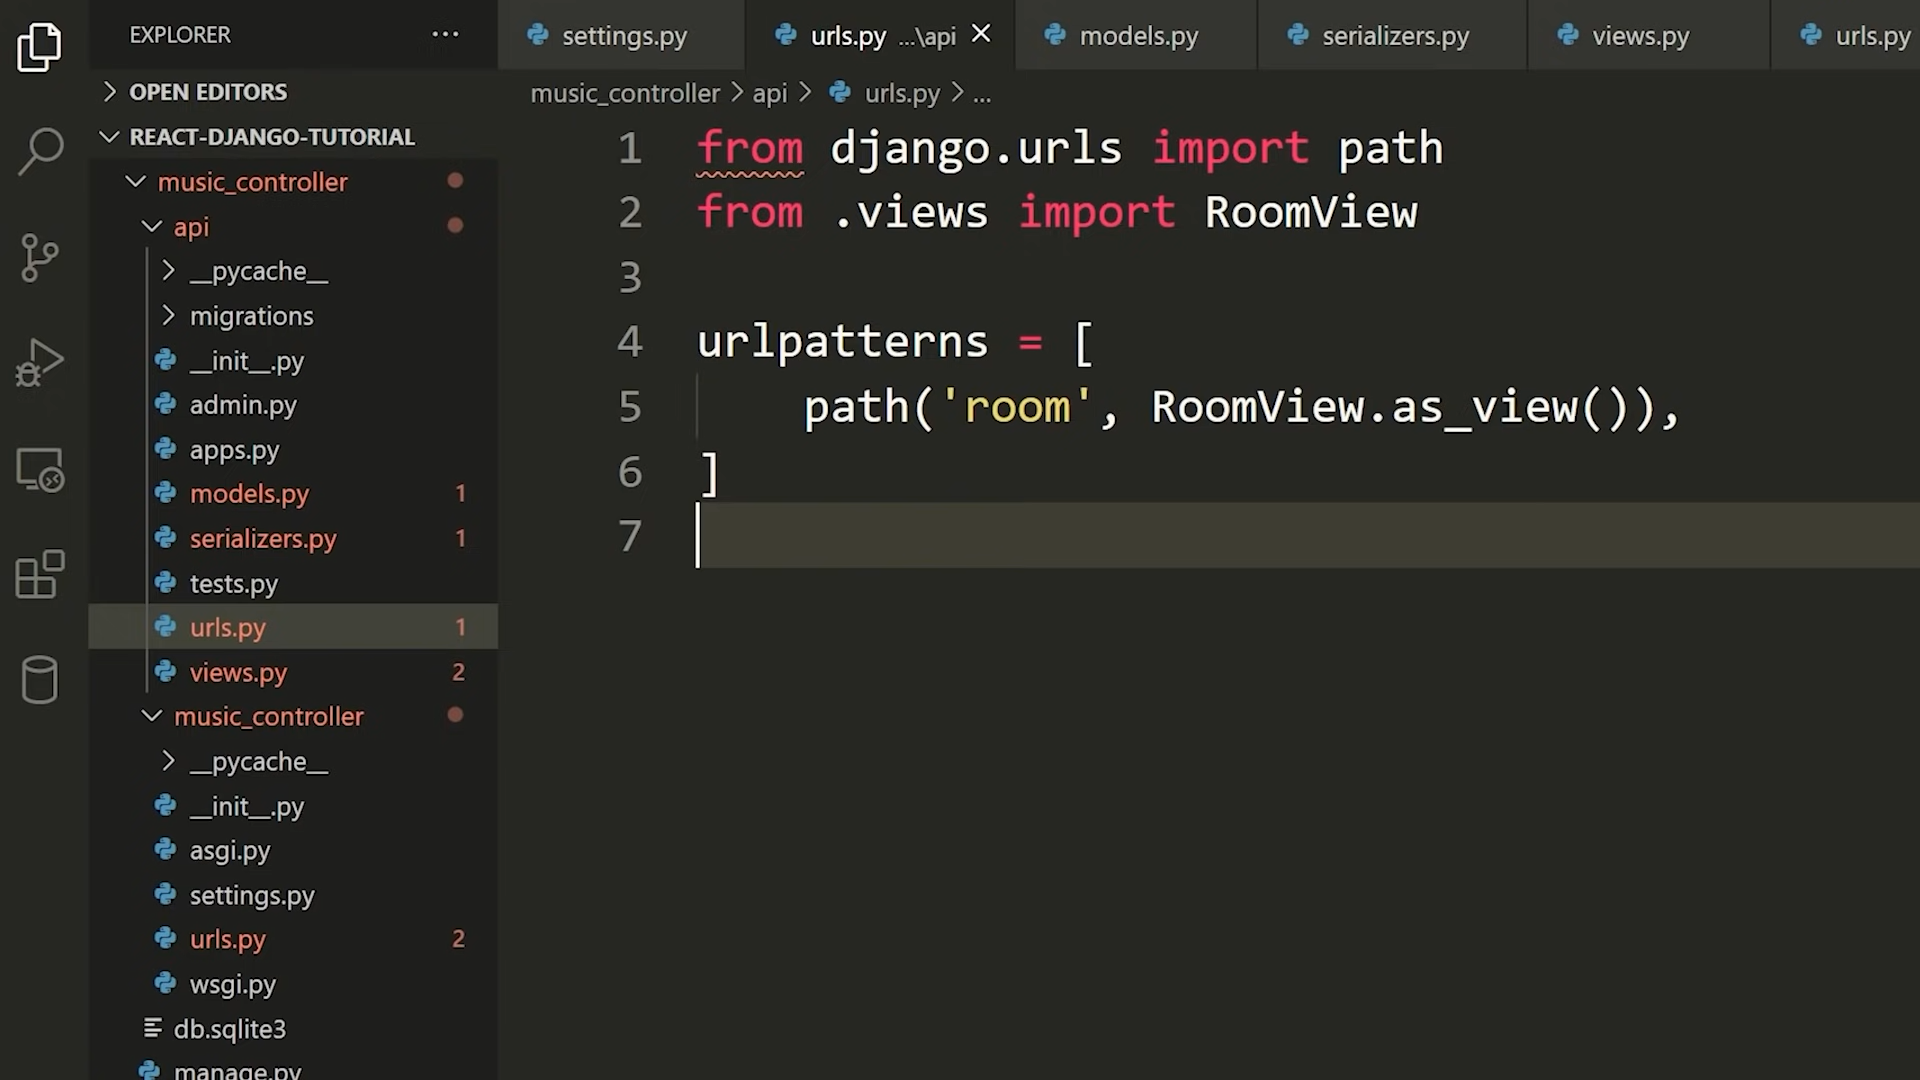 EXPLORER
...
OPEN EDITORS
REACT-DJANGO-TUTORIAL
music_controller
api
__pycache__
migrations
__init__.py
admin.py
apps.py
models.py 1
serializers.py 1
tests.py
urls.py 1
views.py 2
music_controller
__pycache__
__init__.py
asgi.py
settings.py
urls.py 2
wsgi.py
db.sqlite3
manage.py
settings.py urls.py ...\api models.py serializers.py views.py urls.py
music_controller > api > urls.py > ...
1 from django.urls import path
2 from .views import RoomView
3
4 urlpatterns = [
5 path('room', RoomView.as_view()),
6 ]
7